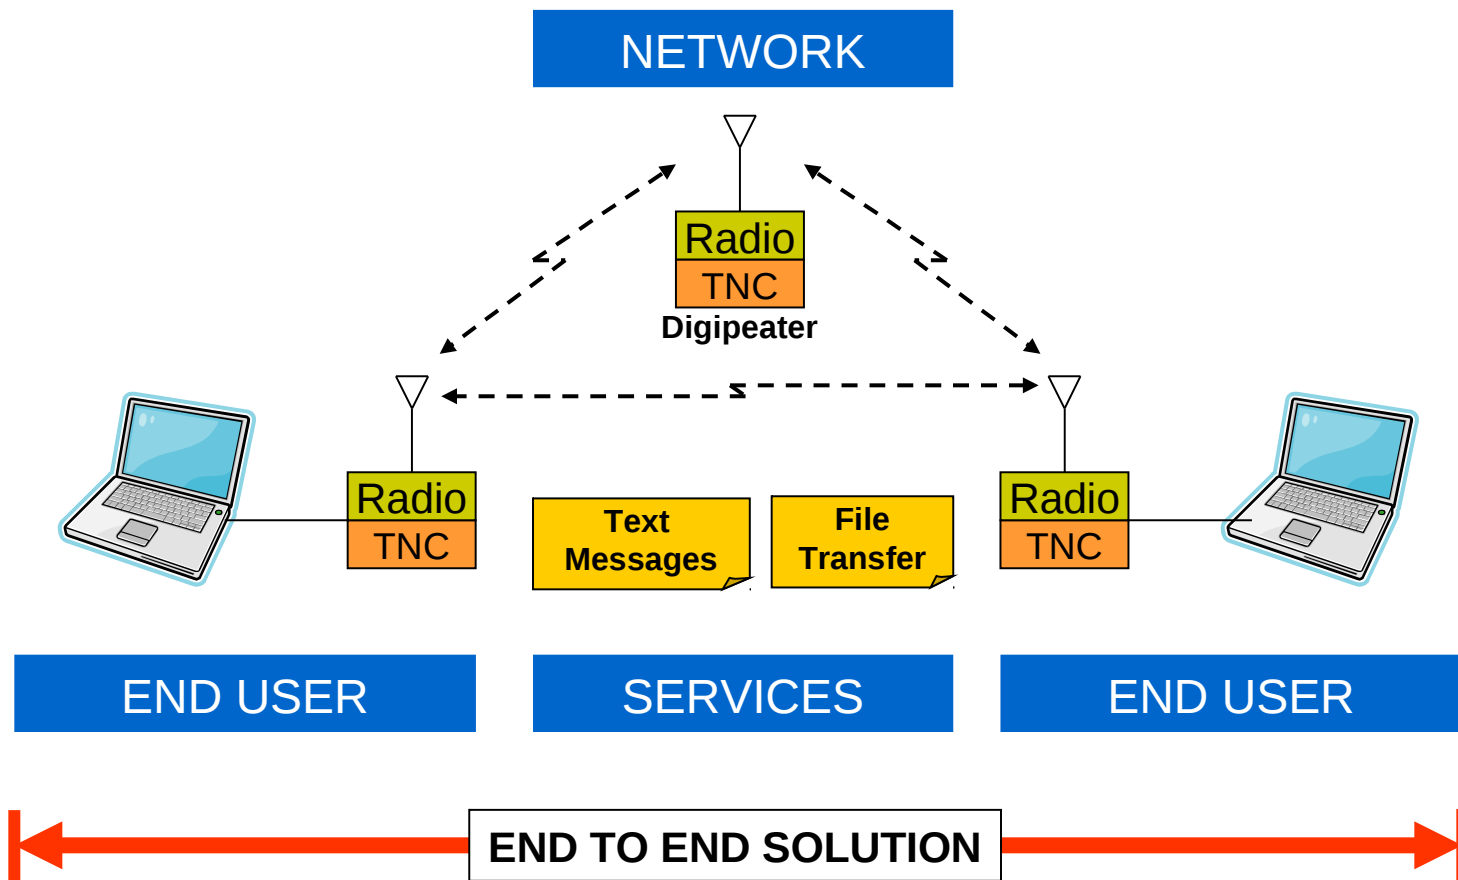 NETWORK
Radio
TNC
Digipeater
Radio
TNC
Text
Messages
File
Transfer
Radio
TNC
END USER
SERVICES
END USER
END TO END SOLUTION